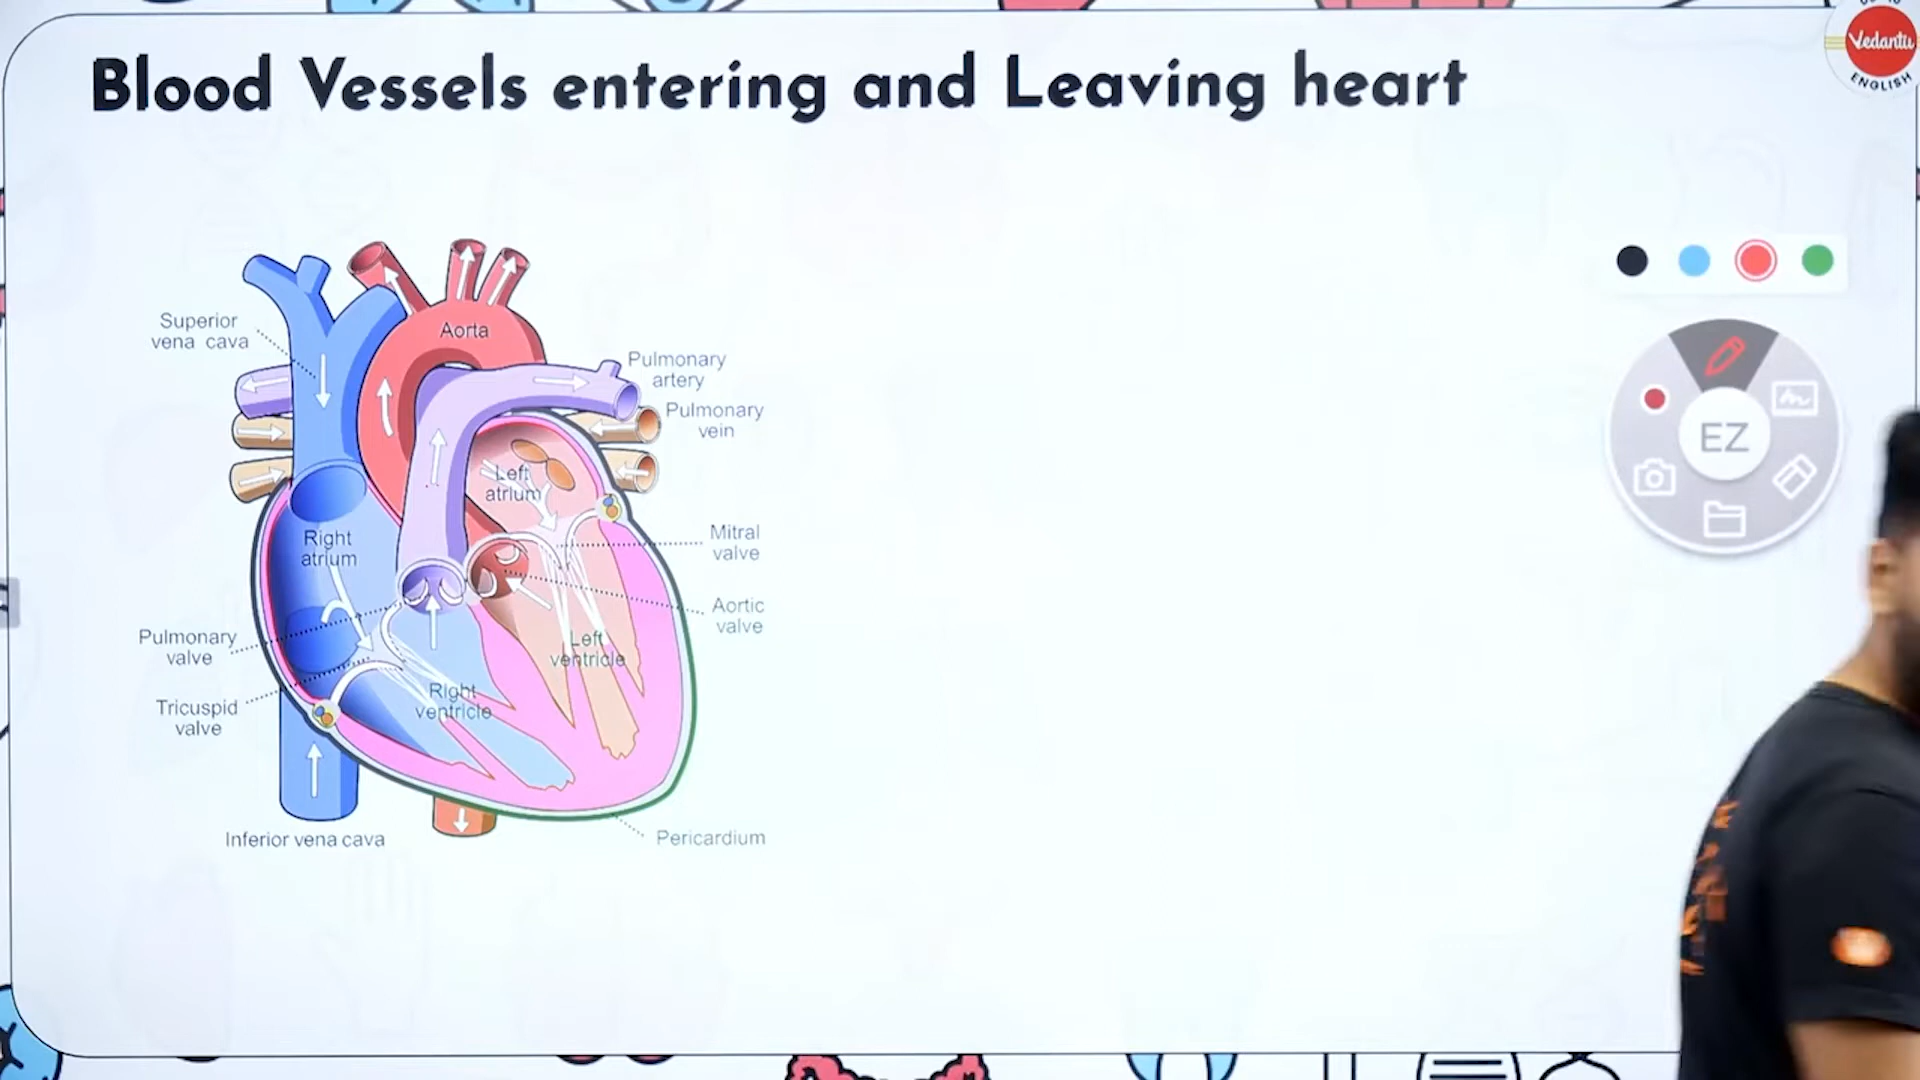 Blood Vessels entering and Leaving heart
Vedantu
ENGLISH
Superior
vena cava
Aorta
Pulmonary
artery
Pulmonary
vein
Left
atrium
Right
atrium
Mitral
valve
Aortic
valve
Pulmonary
valve
Left
ventricle
Tricuspid
valve
Right
ventricle
Inferior vena cava
Pericardium
EZ